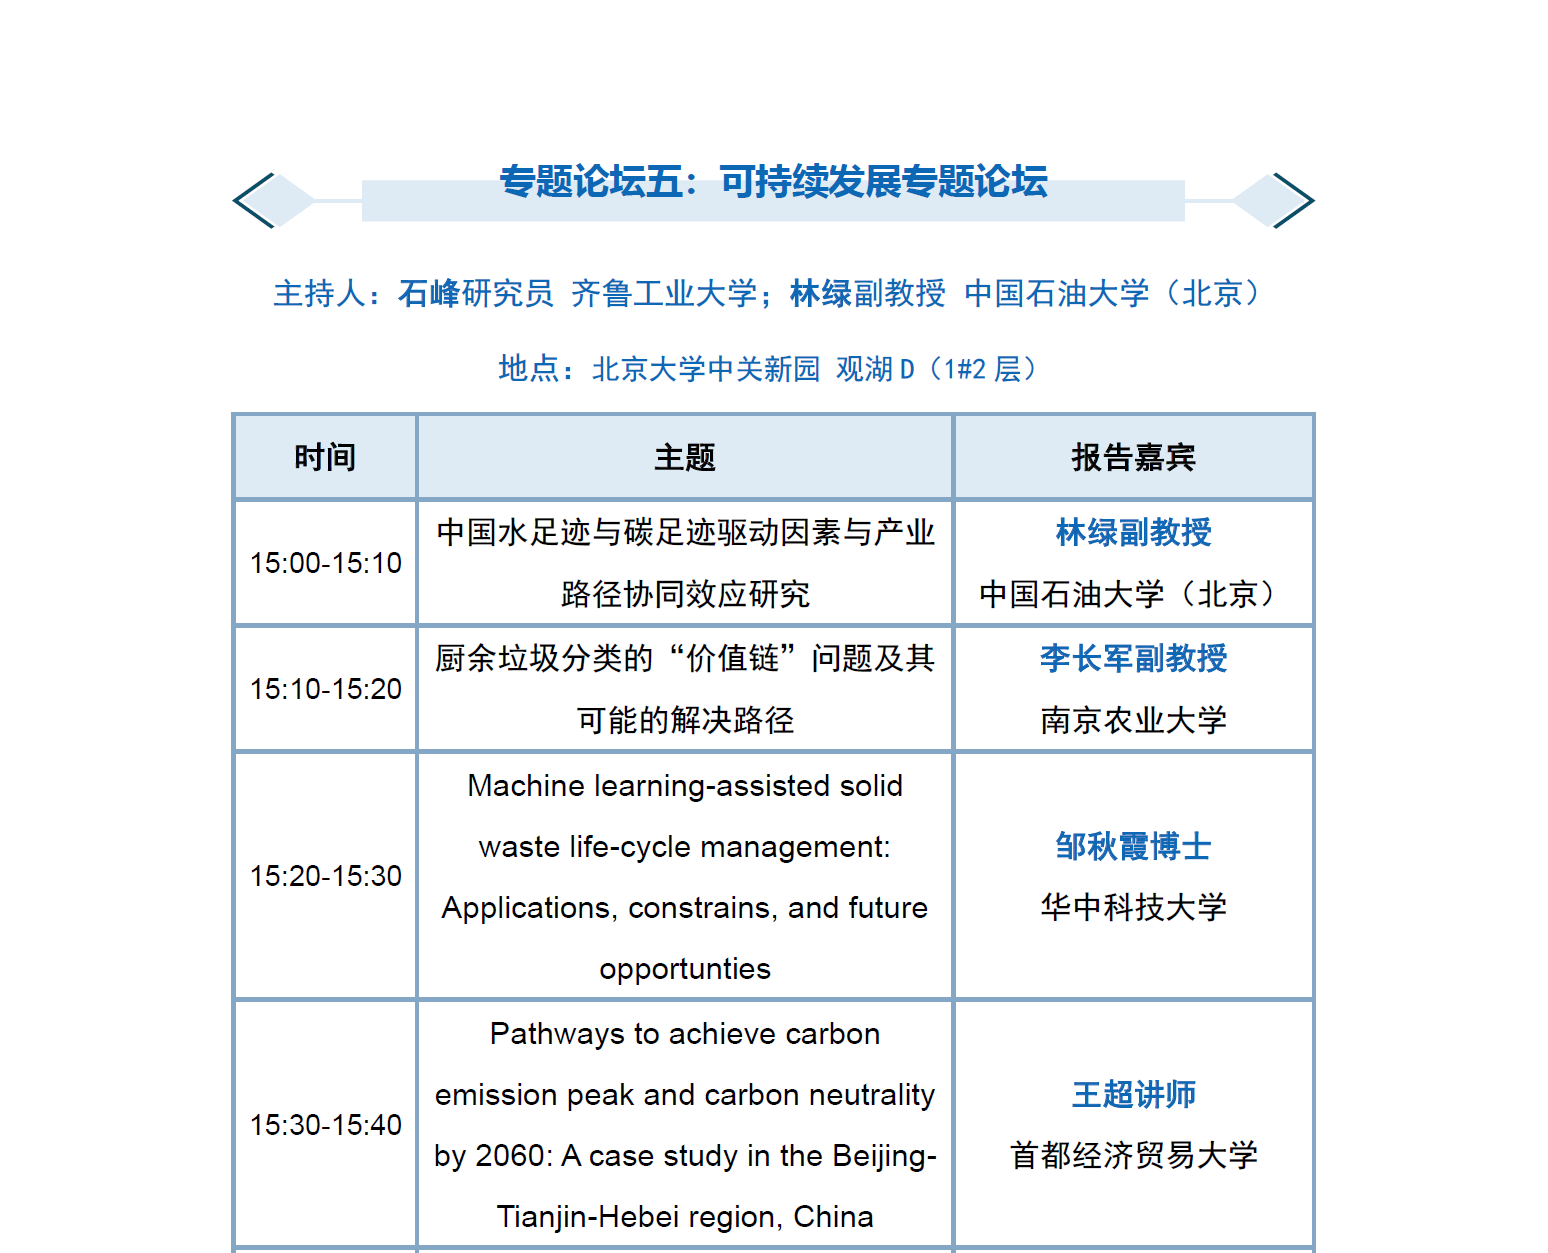 专题论坛五：可持续发展专题论坛
主持人：石峰研究员 齐鲁工业大学；林绿副教授 中国石油大学（北京）
地点：北京大学中关新园 观湖 D（1#2 层）
时间 主题 报告嘉宾
15:00-15:10
中国水足迹与碳足迹驱动因素与产业
路径协同效应研究
林绿副教授
中国石油大学（北京）
15:10-15:20
厨余垃圾分类的“价值链”问题及其
可能的解决路径
李长军副教授
南京农业大学
15:20-15:30
Machine learning-assisted solid
waste life-cycle management:
Applications, constrains, and future
opportunties
邹秋霞博士
华中科技大学
15:30-15:40
Pathways to achieve carbon
emission peak and carbon neutrality
by 2060: A case study in the Beijing-
Tianjin-Hebei region, China
王超讲师
首都经济贸易大学